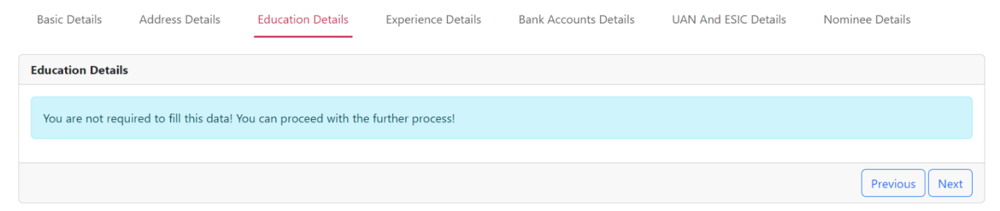 Basic Details Address Details Education Details Experience Details Bank Accounts Details UAN And ESIC Details Nominee Details
Education Details
You are not required to fill this data! You can proceed with the further process!
Previous Next